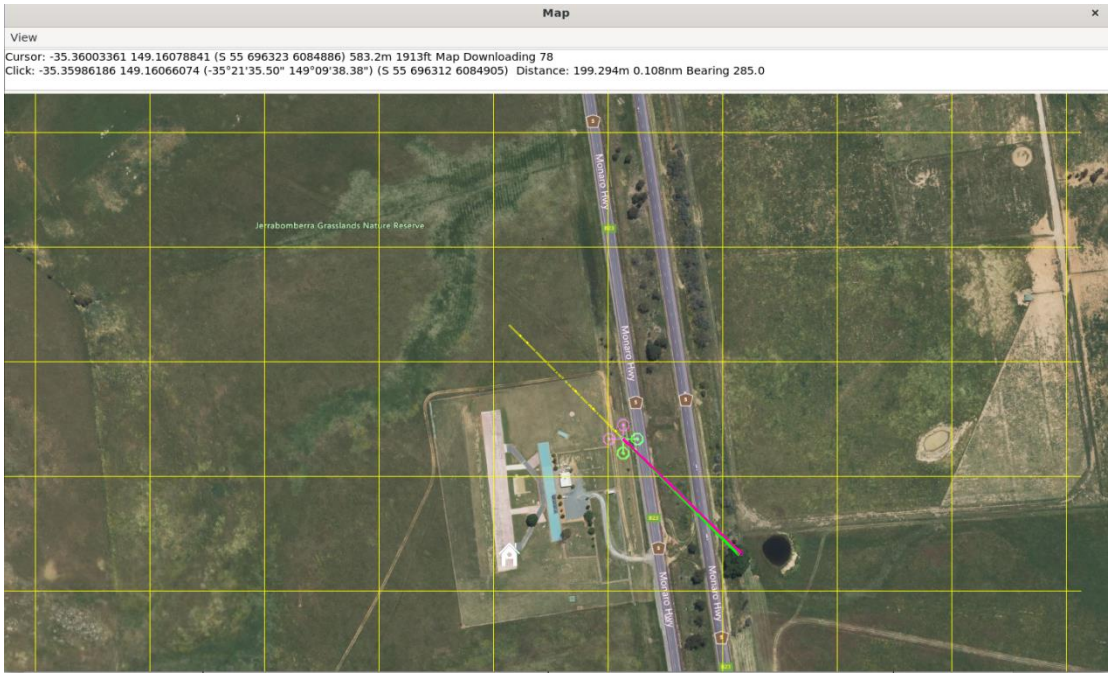 Map
×
View
Cursor: -35.36003361 149.16078841 (S 55 696323 6084886) 583.2m 1913ft Map Downloading 78
Click: -35.35986186 149.16066074 (-35°21'35.50" 149°09'38.38") (S 55 696312 6084905)  Distance: 199.294m 0.108nm Bearing 285.0
Monaro Hwy
Jerrabomberra Grasslands Nature Reserve
Monaro Hwy
Monaro Hwy
Monaro Hwy